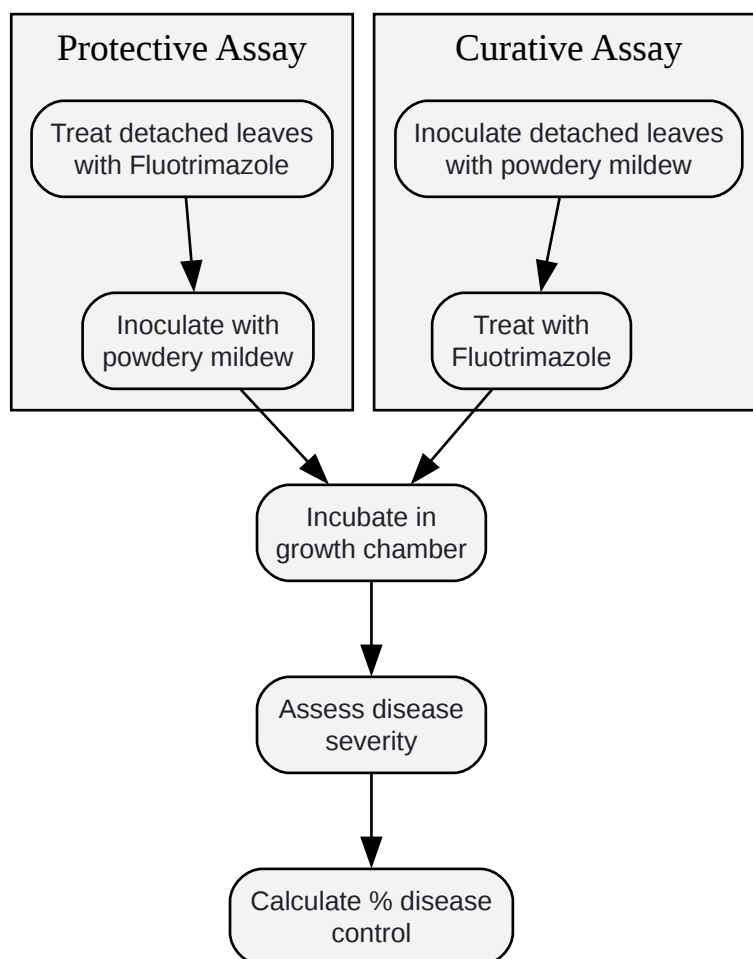 Protective Assay
Treat detached leaves
with Fluotrimazole
Inoculate with
powdery mildew
Curative Assay
Inoculate detached leaves
with powdery mildew
Treat with
Fluotrimazole
Incubate in
growth chamber
Assess disease
severity
Calculate % disease
control